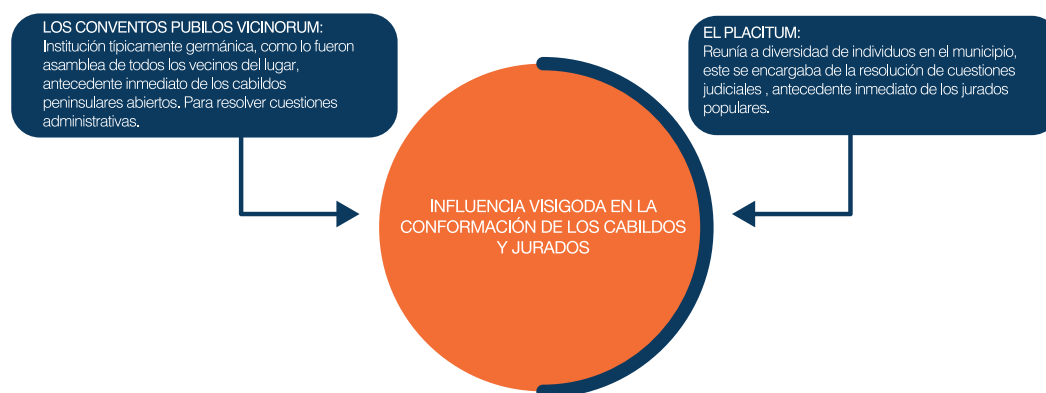 LOS CONVENTOS PUBILOS VICINORUM:
Institución típicamente germánica, como lo fueron
asamblea de todos los vecinos del lugar,
antecedente inmediato de los cabildos
peninsulares abiertos. Para resolver cuestiones
administrativas.
EL PLACITUM:
Reunía a diversidad de individuos en el municipio,
este se encargaba de la resolución de cuestiones
judiciales , antecedente inmediato de los jurados
populares.
INFLUENCIA VISIGODA EN LA
CONFORMACIÓN DE LOS CABILDOS
Y JURADOS